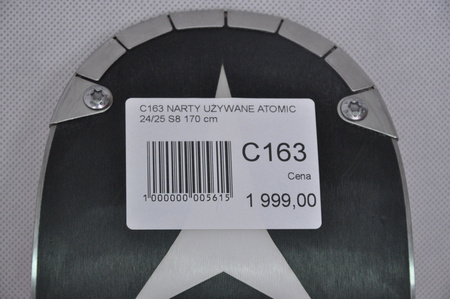 C163 NARTY UŻYWANE ATOMIC
24/25 S8 170 cm
C163
Cena
1 999,00
1 000000 005615